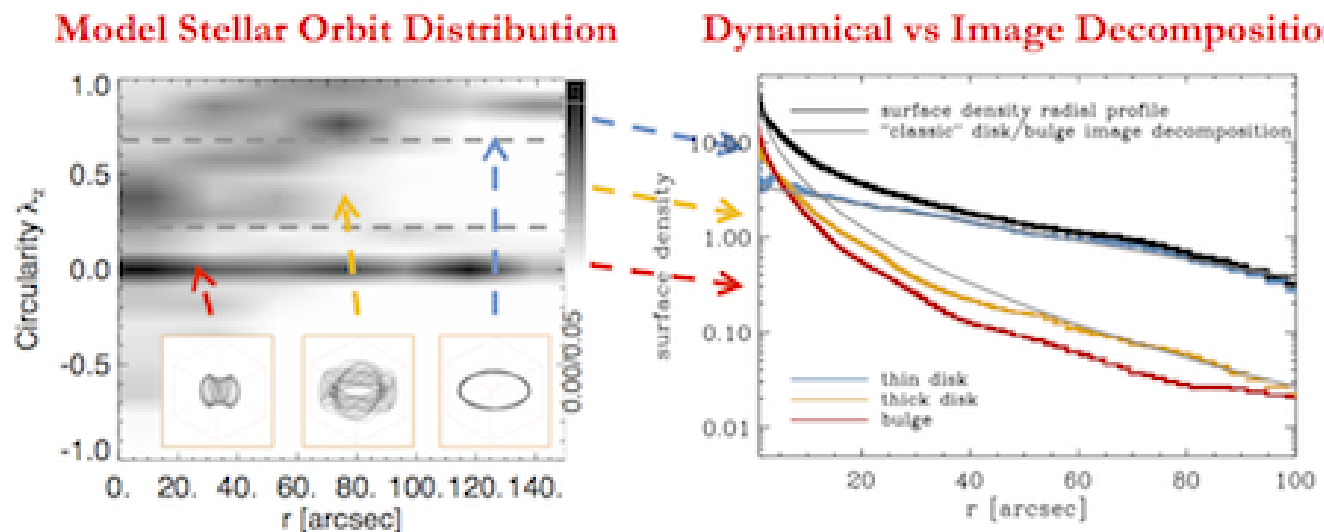 Model Stellar Orbit Distribution
Dynamical vs Image Decomposition
Circularity λz
1.0
0.5
0.0
-0.5
-1.0
0. 20. 40. 60. 80. 100. 120. 140.
r [arcsec]
0.00/0.05
surface density
10.00
1.00
0.10
0.01
surface density radial profile
"classic" disk/bulge image decomposition
thin disk
thick disk
bulge
20 40 60 80 100
r [arcsec]